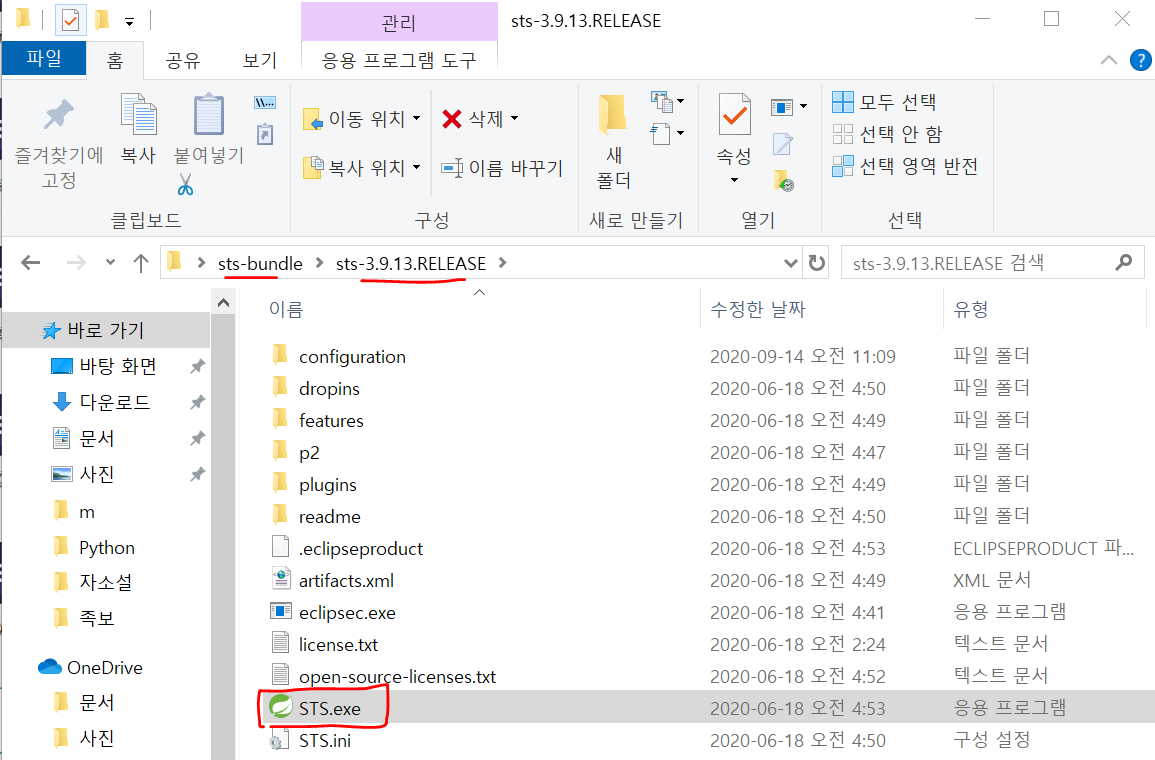 관리
sts-3.9.13.RELEASE
파일
홈
공유
보기
응용 프로그램 도구
?
즐겨찾기에
고정
복사
붙여넣기
\\...
이동 위치
복사 위치
삭제
이름 바꾸기
새
폴더
속성
모두 선택
선택 안 함
선택 영역 반전
클립보드
구성
새로 만들기
열기
선택
sts-bundle > sts-3.9.13.RELEASE >
sts-3.9.13.RELEASE 검색
바로 가기
바탕 화면
다운로드
문서
사진
m
Python
자소설
족보
OneDrive
문서
사진
이름 수정한 날짜 유형
configuration 2020-09-14 오전 11:09 파일 폴더
dropins 2020-06-18 오전 4:50 파일 폴더
features 2020-06-18 오전 4:49 파일 폴더
p2 2020-06-18 오전 4:47 파일 폴더
plugins 2020-06-18 오전 4:49 파일 폴더
readme 2020-06-18 오전 4:50 파일 폴더
.eclipseproduct 2020-06-18 오전 4:53 ECLIPSEPRODUCT 파...
artifacts.xml 2020-06-18 오전 4:49 XML 문서
eclipsec.exe 2020-06-18 오전 4:41 응용 프로그램
license.txt 2020-06-18 오전 2:24 텍스트 문서
open-source-licenses.txt 2020-06-18 오전 4:52 텍스트 문서
STS.exe 2020-06-18 오전 4:53 응용 프로그램
STS.ini 2020-06-18 오전 4:50 구성 설정